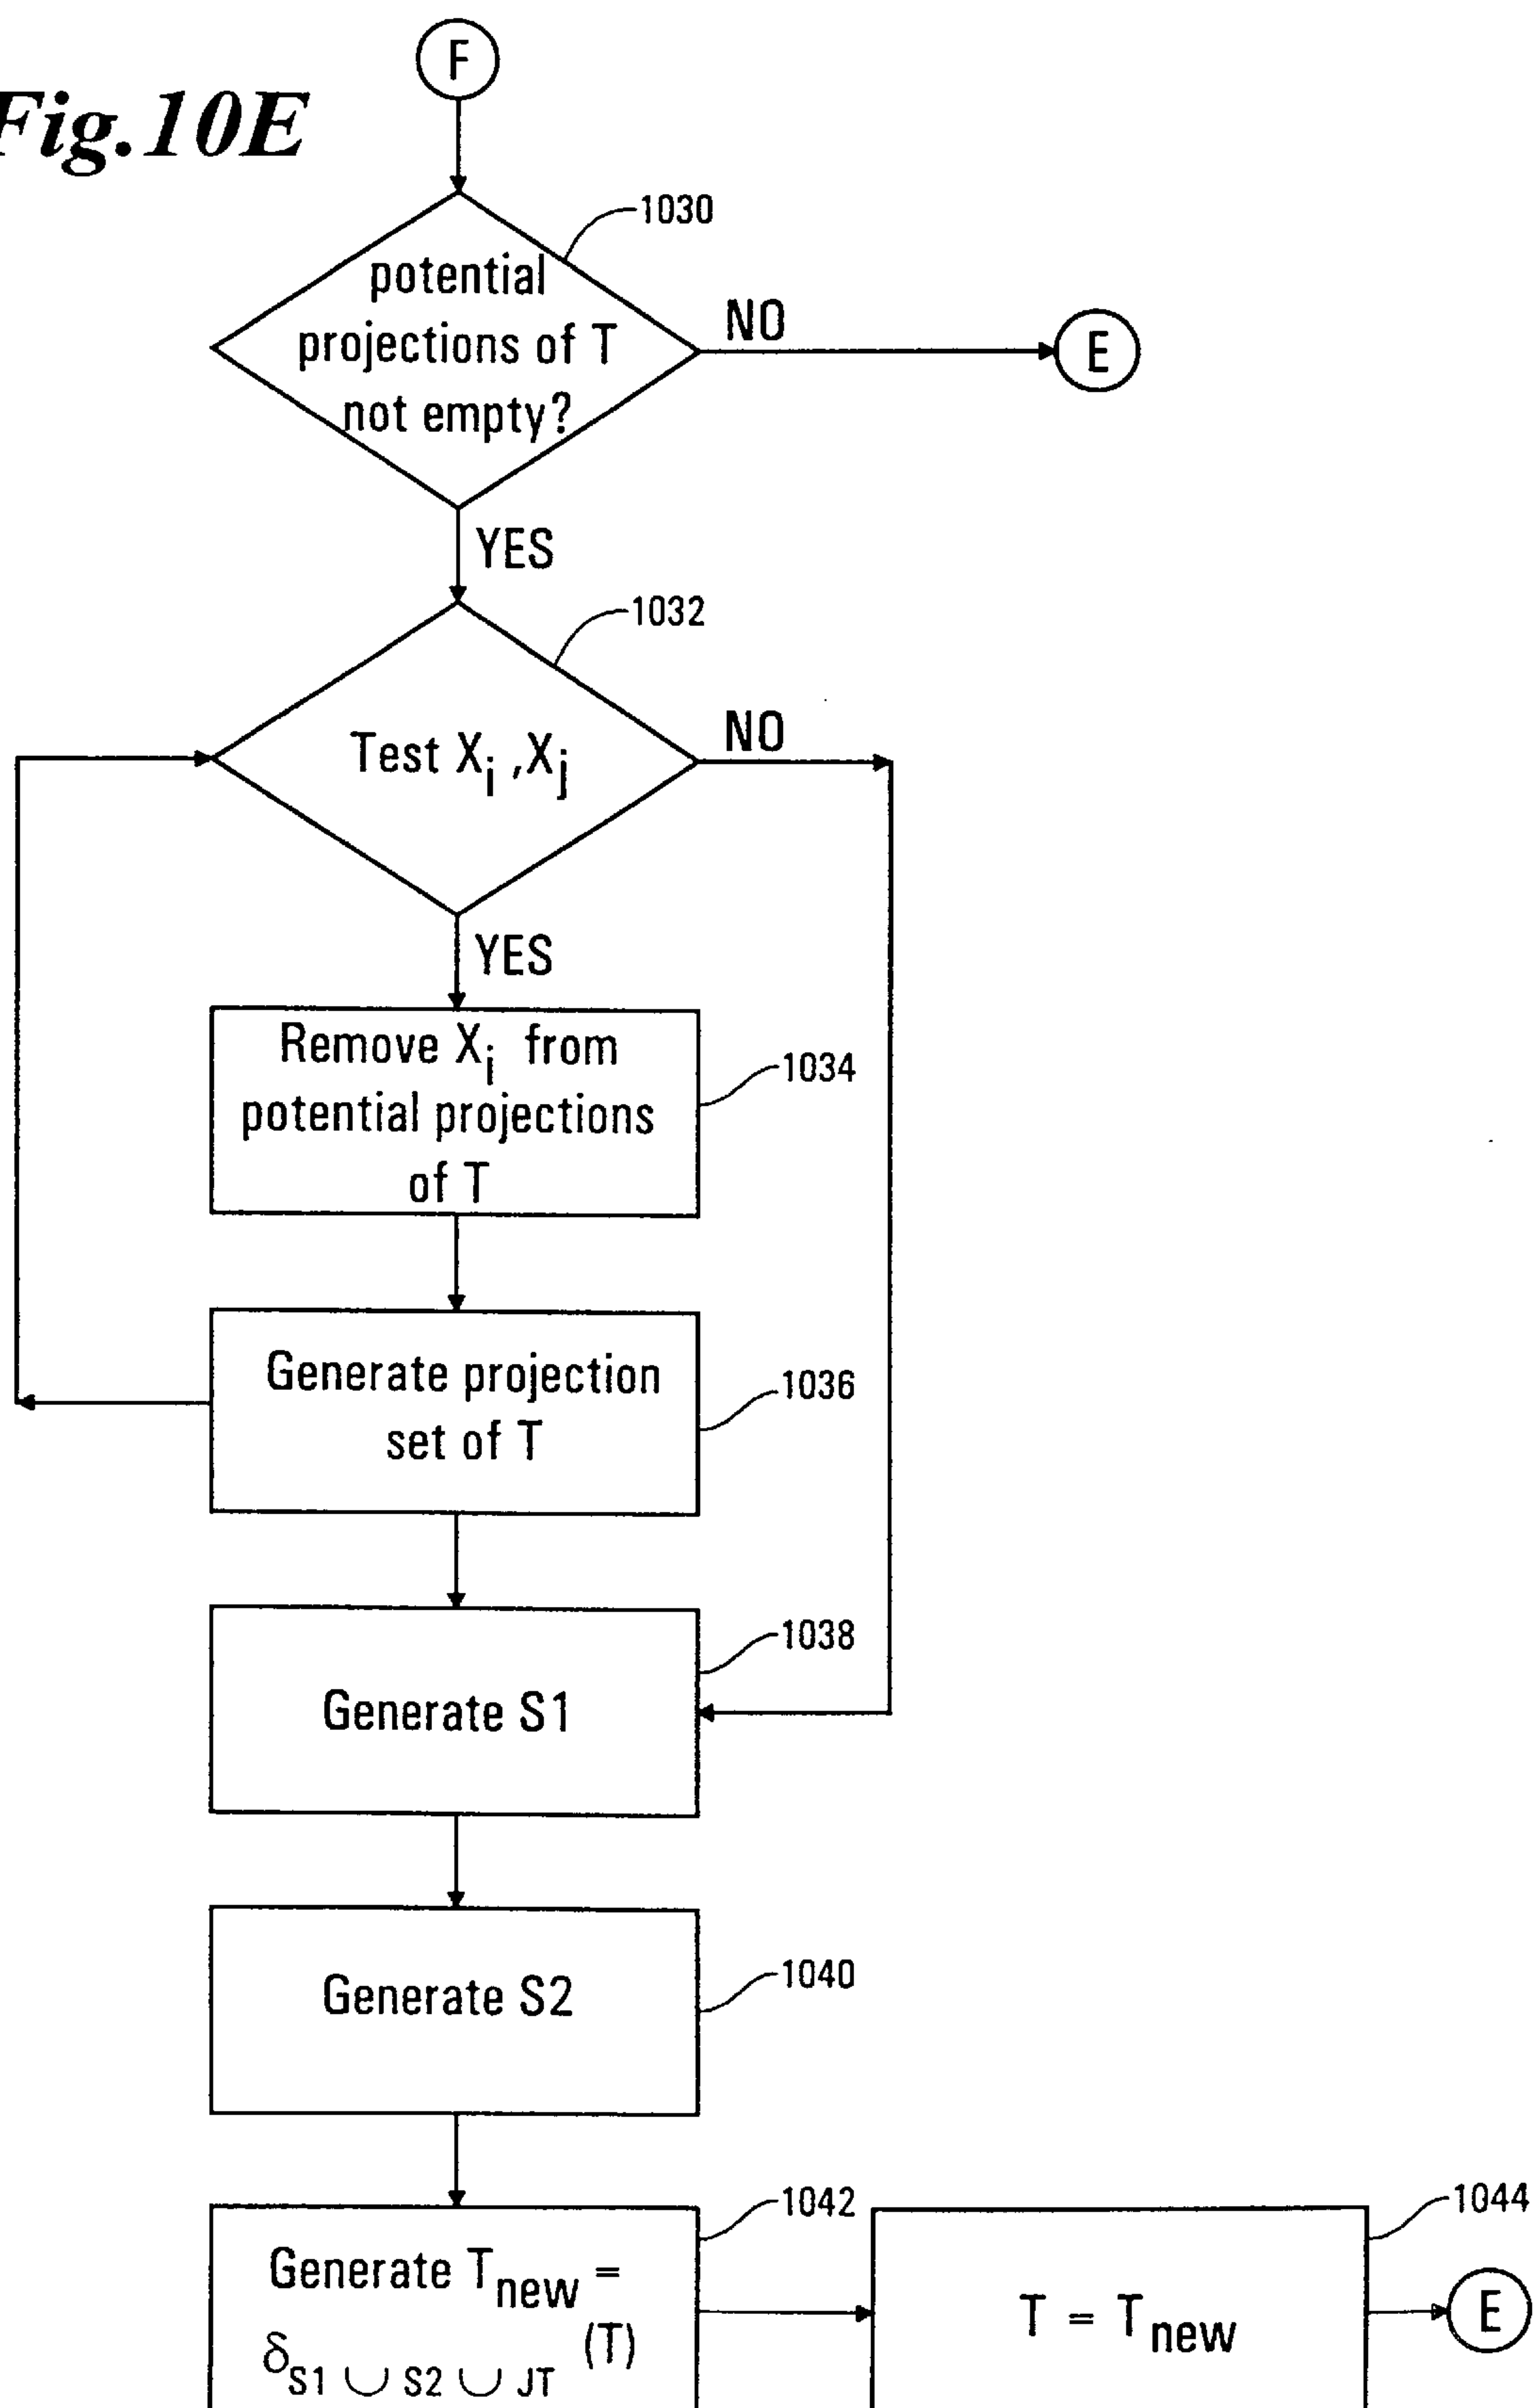 F
Fig.10E
1030
potential
projections of T
not empty?
NO
E
YES
1032
Test Xi ,Xj
NO
YES
Remove Xi from
potential projections
of T
1034
Generate projection
set of T
1036
1038
Generate S1
Generate S2
1040
1042
Generate Tnew =
δS1 ∪ S2 ∪ JT (T)
1044
T = Tnew
E